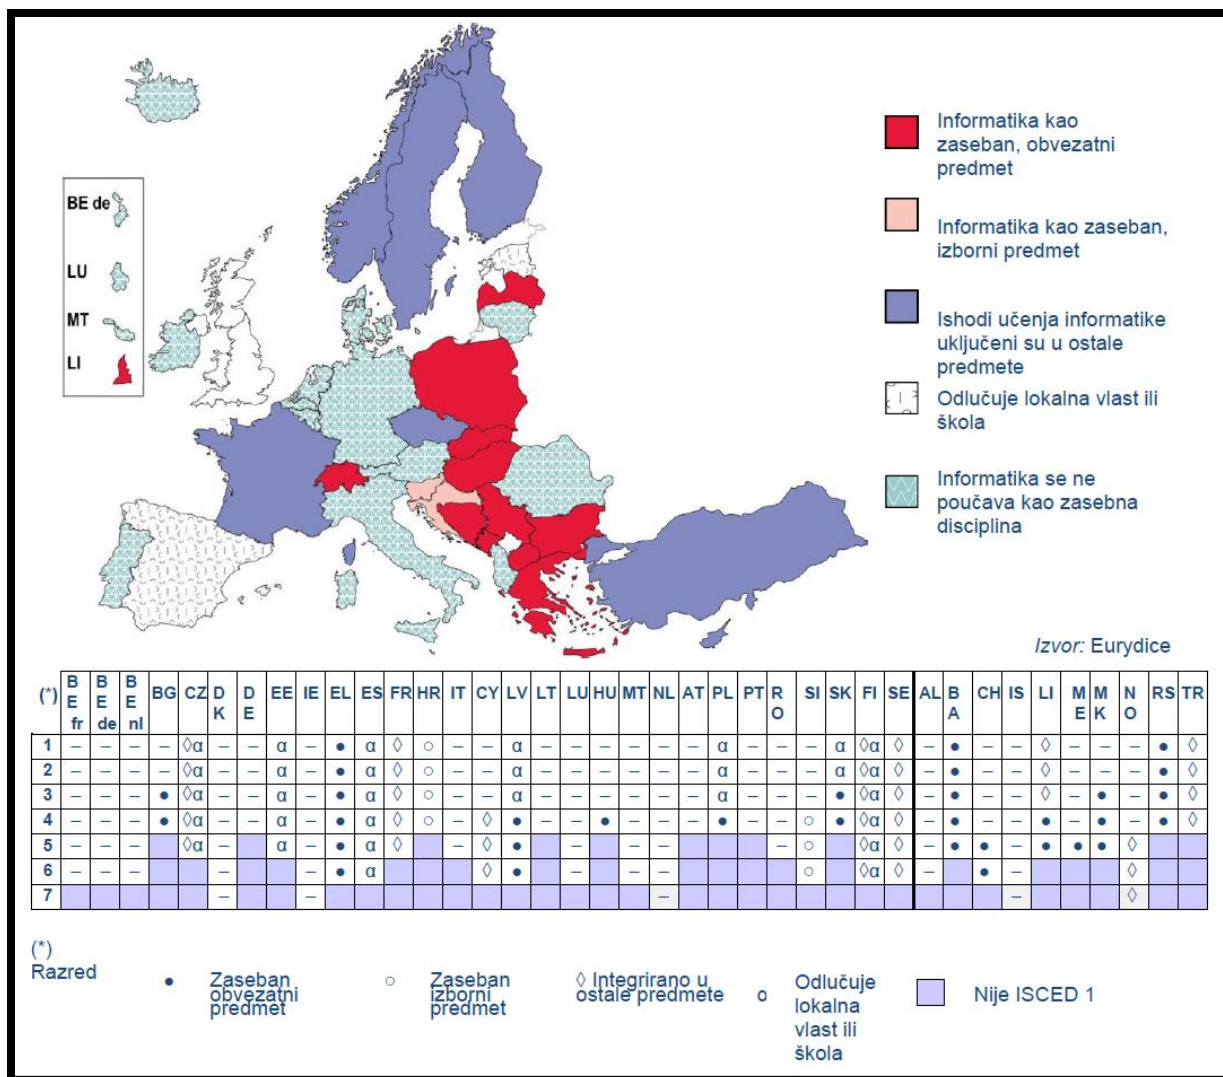 BE de
LU
MT
LI
Informatika kao
zaseban, obvezatni
predmet
Informatika kao zaseban,
izborni predmet
Ishodi učenja informatike
uključeni su u ostale
predmete
Odlučuje lokalna vlast ili
škola
Informatika se ne
poučava kao zasebna
disciplina
Izvor: Eurydice
(*) BE fr BE de BE nl BG CZ DK DE EE IE EL ES FR HR IT CY LV LT LU HU MT NL AT PL PT RO SI SK FI SE AL BA CH IS LI ME MK NO RS TR
1 – – – – ◊α – – α – ● α ◊ ○ – – α – – – – – – α – – – α ◊α ◊ – ● – – ◊ – – – ● ◊
2 – – – – ◊α – – α – ● α ◊ ○ – – α – – – – – – α – – – α ◊α ◊ – ● – – ◊ – – – ● ◊
3 – – – ● ◊α – – α – ● α ◊ ○ – – α – – – – – – α – – – ● ◊α ◊ – ● – – ◊ – ● – ● ◊
4 – – – ● ◊α – – α – ● α ◊ ○ – ◊ ● – – ● – – – ● – – ○ ● ◊α ◊ – ● – – ● – ● – ● ◊
5 – – – ◊α – α – ● α ◊ – ◊ ● – – – – ○ ◊α ◊ – ● ● – ● ● ● ◊
6 – – – – – – ● α ◊ ● – – – ○ ◊α ◊ – ● – ◊
7 – – – – ◊
(*)
Razred
● Zaseban
obvezatni
predmet
○ Zaseban
izborni
predmet
◊ Integrirano u
ostale predmete
α Odlučuje
lokalna
vlast ili
škola
Nije ISCED 1